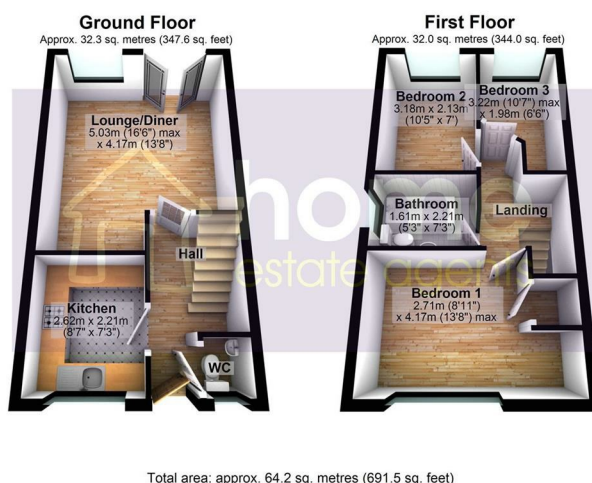 Ground Floor
Approx. 32.3 sq. metres (347.6 sq. feet)
Lounge/Diner
5.03m (16'6") max
x 4.17m (13'8")
Hall
Kitchen
2.62m x 2.21m
(8'7" x 7'3")
WC
First Floor
Approx. 32.0 sq. metres (344.0 sq. feet)
Bedroom 2
3.18m x 2.13m
(10'5" x 7')
Bedroom 3
3.22m (10'7") max
x 1.98m (6'6")
Bathroom
1.61m x 2.21m
(5'3" x 7'3")
Landing
Bedroom 1
2.71m (8'11")
x 4.17m (13'8") max
home
estate agents
Total area: approx. 64.2 sq. metres (691.5 sq. feet)